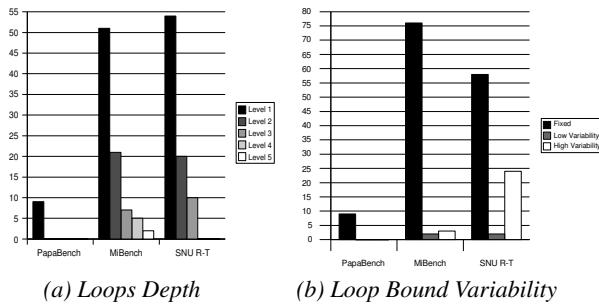 55
50
45
40
35
30
25
20
15
10
5
0
PapaBench MiBench SNU R-T
Level 1
Level 2
Level 3
Level 4
Level 5
(a) Loops Depth
80
75
70
65
60
55
50
45
40
35
30
25
20
15
10
5
0
PapaBench MiBench SNU R-T
Fixed
Low Variability
High Variability
(b) Loop Bound Variability